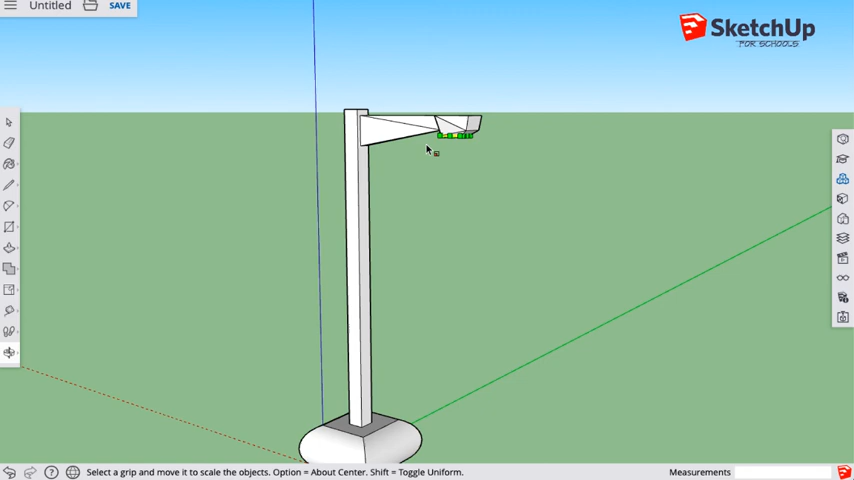 Untitled
SAVE
SketchUp
FOR SCHOOLS
Select a grip and move it to scale the objects. Option = About Center. Shift = Toggle Uniform.
Measurements